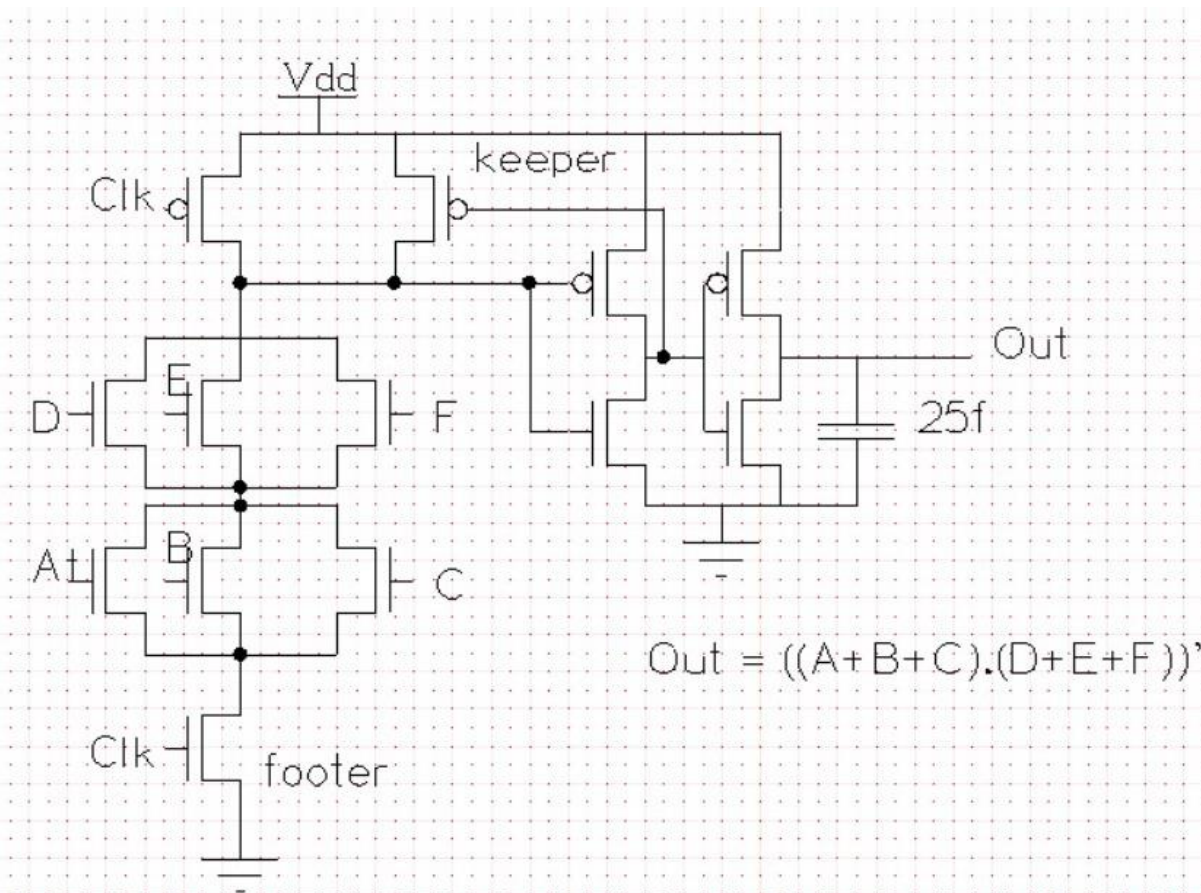 Vdd
keeper
Clk
Out
E
D
F
25f
B
A
C
Out = ((A+B+C).(D+E+F))'
Clk
footer